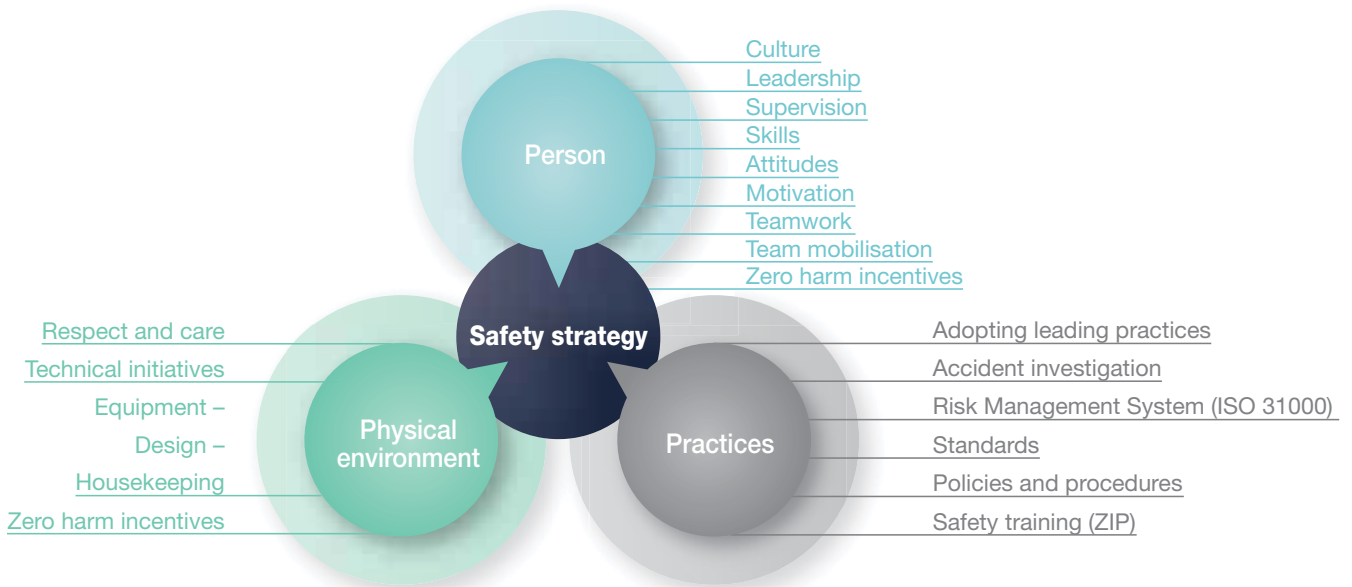 Person
Culture
Leadership
Supervision
Skills
Attitudes
Motivation
Teamwork
Team mobilisation
Zero harm incentives
Safety strategy
Physical
environment
Respect and care
Technical initiatives
Equipment –
Design –
Housekeeping
Zero harm incentives
Practices
Adopting leading practices
Accident investigation
Risk Management System (ISO 31000)
Standards
Policies and procedures
Safety training (ZIP)